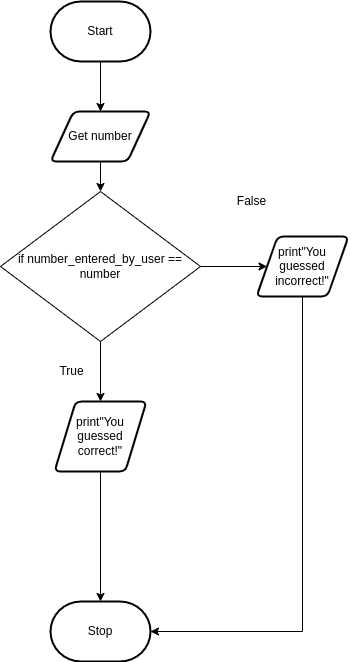 Start
Get number
False
if number_entered_by_user ==
number
print"You
guessed
incorrect!"
True
print"You
guessed
correct!"
Stop